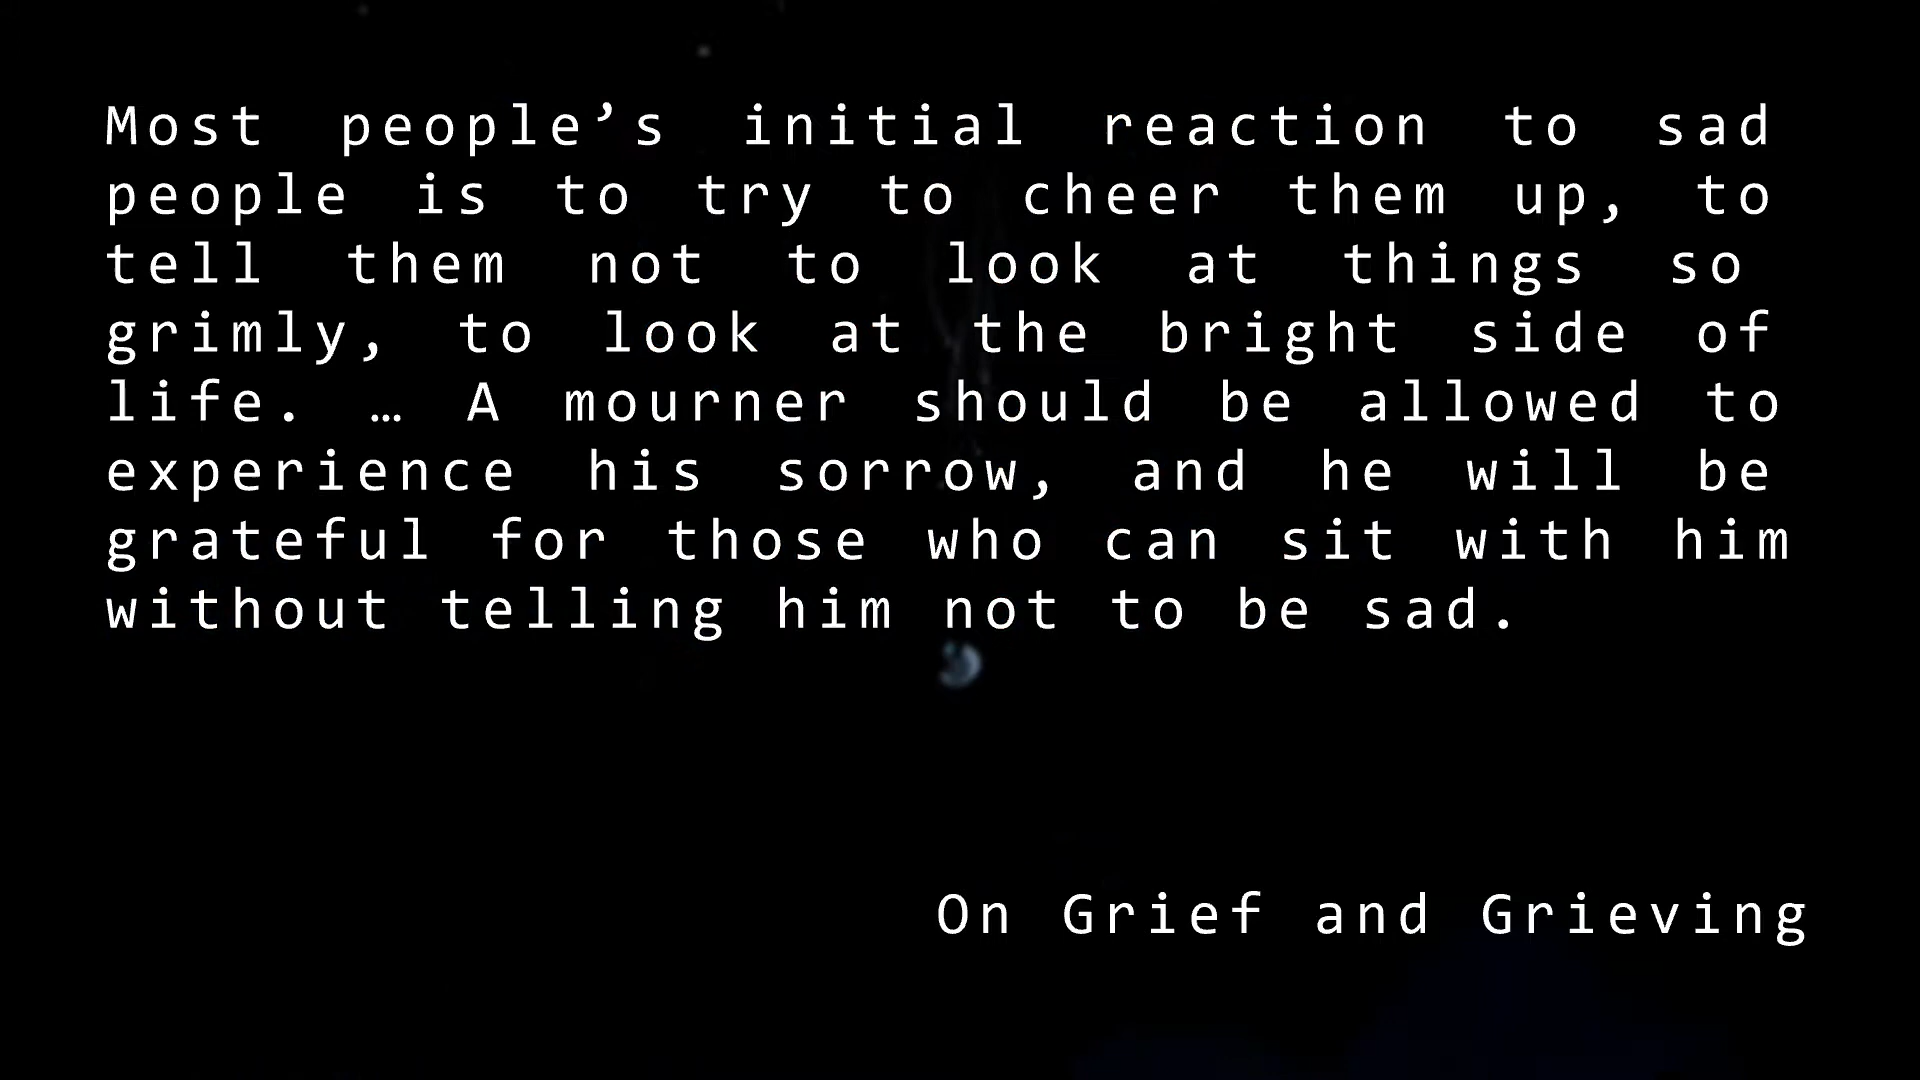 Most people’s initial reaction to sad
people is to try to cheer them up, to
tell them not to look at things so
grimly, to look at the bright side of
life. … A mourner should be allowed to
experience his sorrow, and he will be
grateful for those who can sit with him
without telling him not to be sad.
On Grief and Grieving